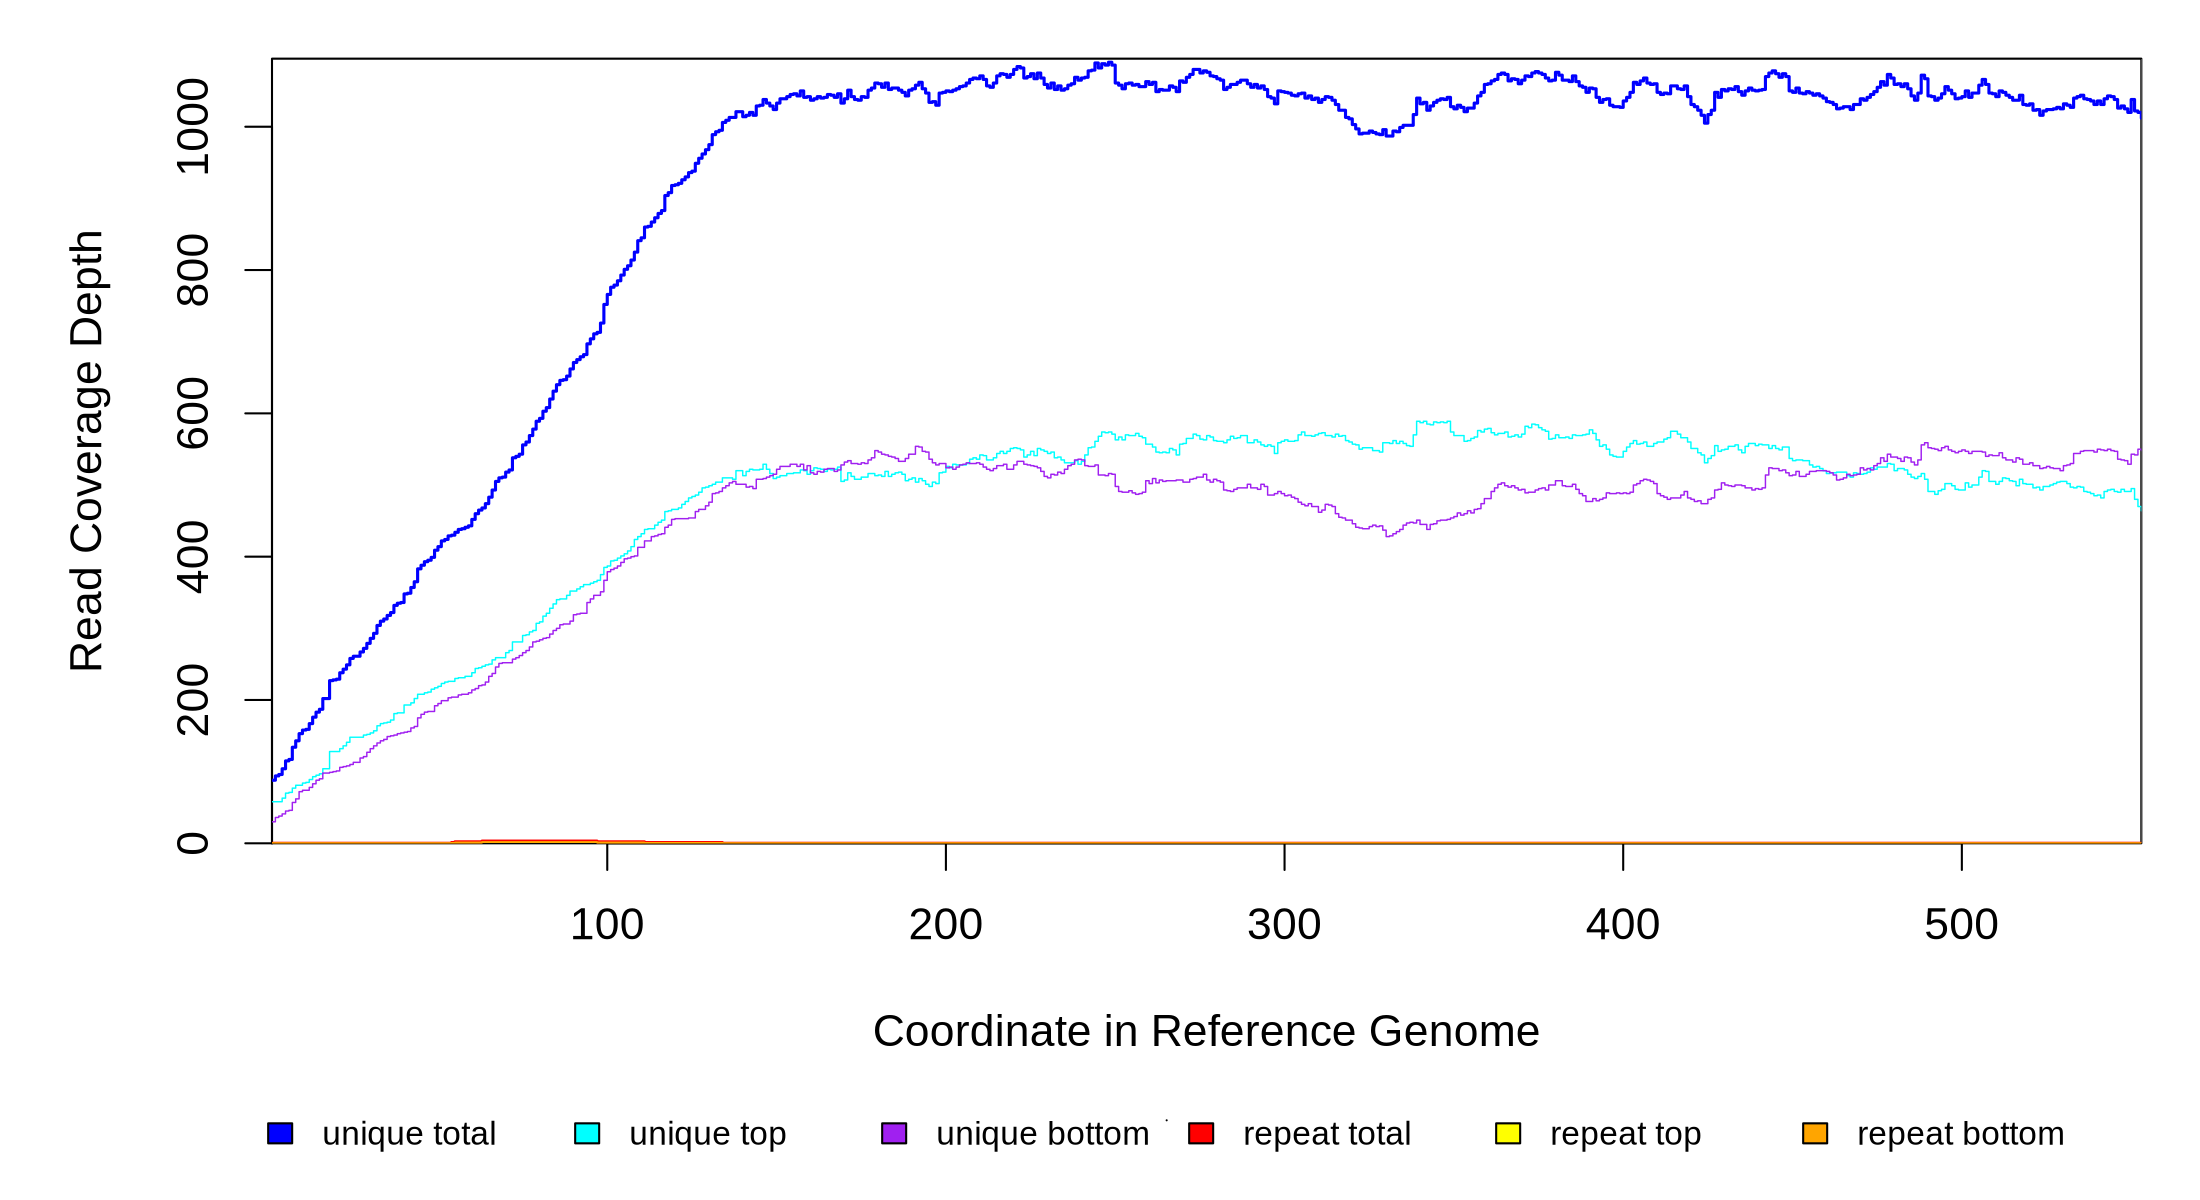 Read Coverage Depth
1000
800
600
400
200
0
100 200 300 400 500
Coordinate in Reference Genome
unique total unique top unique bottom repeat total repeat top repeat bottom